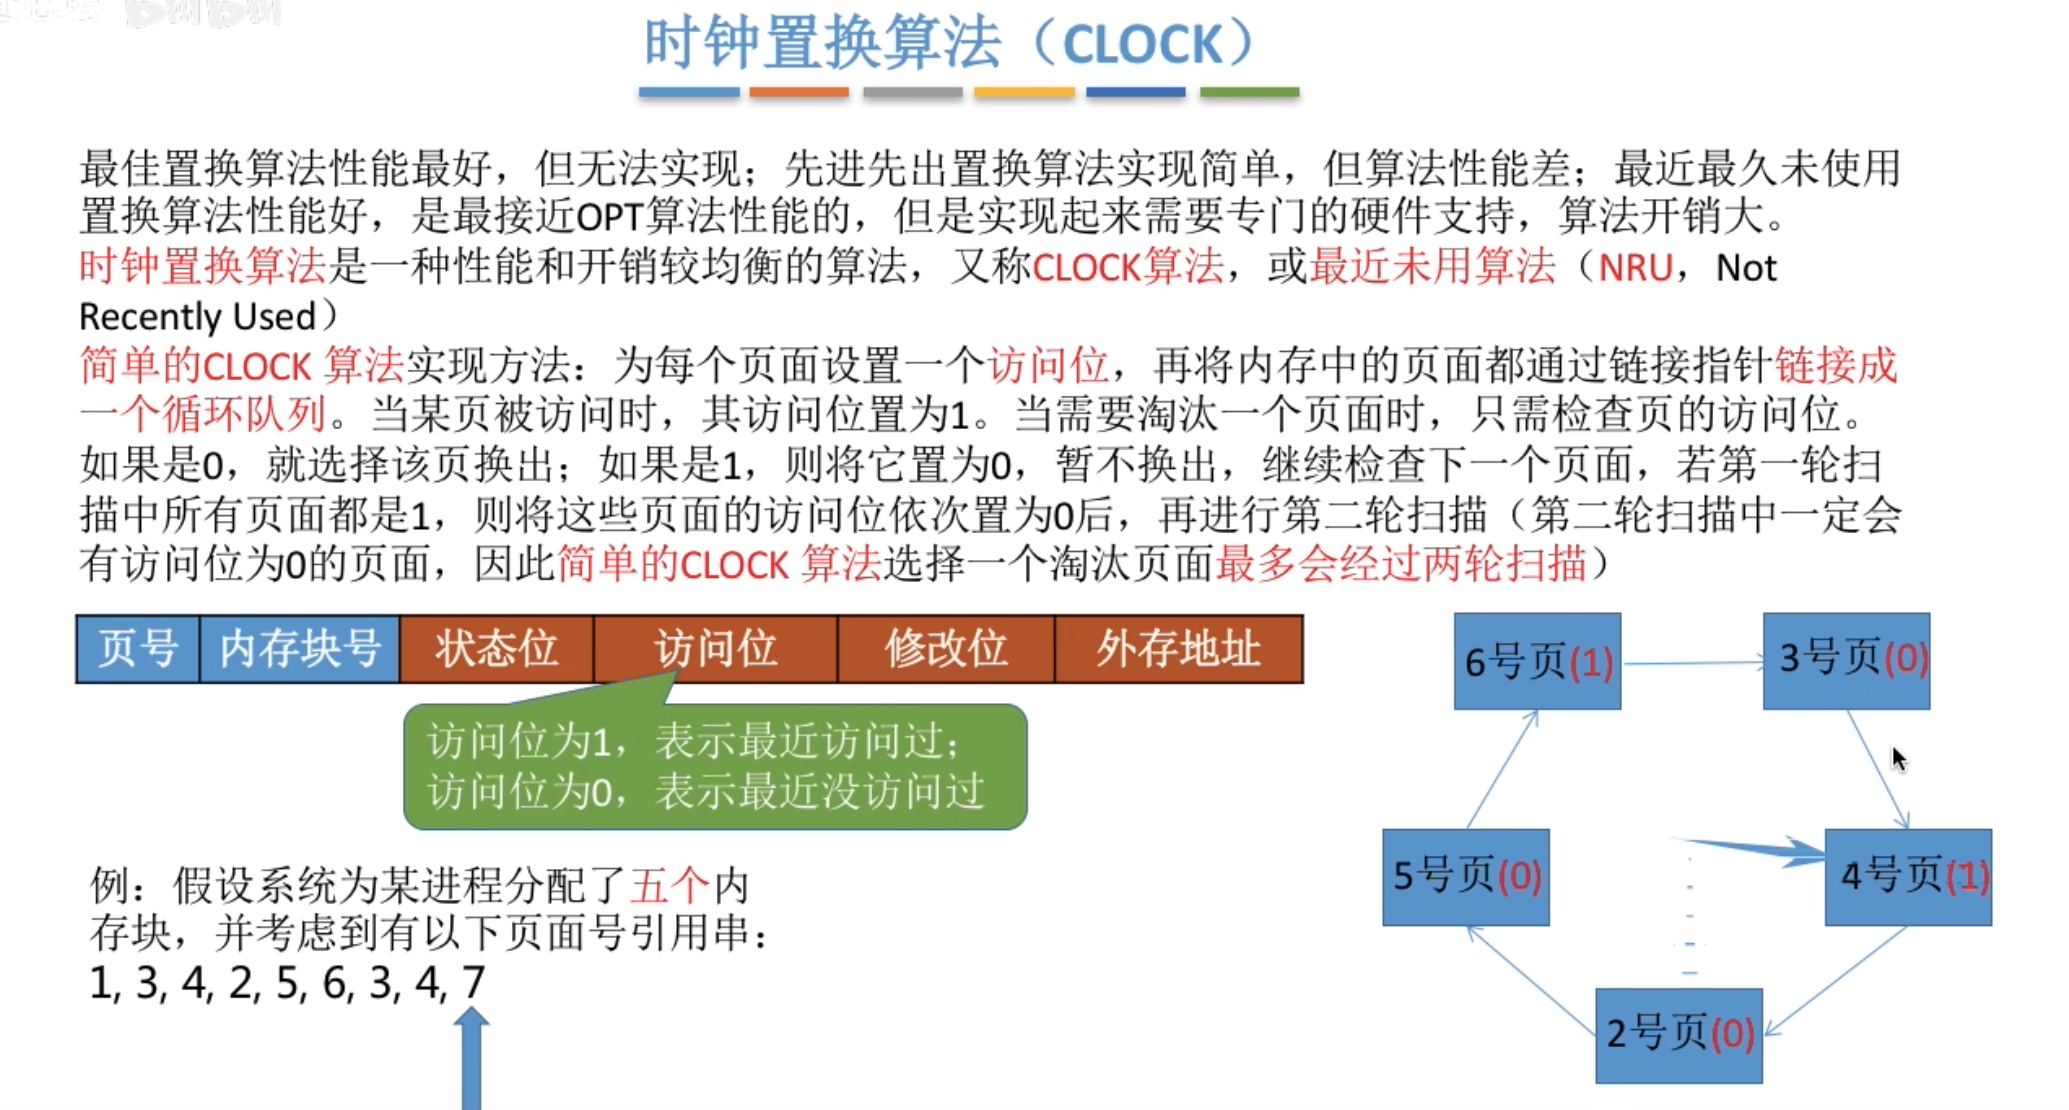 时钟置换算法（CLOCK）
最佳置换算法性能最好，但无法实现；先进先出置换算法实现简单，但算法性能差；最近最久未使用
置换算法性能好，是最接近OPT算法性能的，但是实现起来需要专门的硬件支持，算法开销大。
时钟置换算法是一种性能和开销较均衡的算法，又称CLOCK算法，或最近未用算法（NRU，Not
Recently Used）
简单的CLOCK 算法实现方法：为每个页面设置一个访问位，再将内存中的页面都通过链接指针链接成
一个循环队列。当某页被访问时，其访问位置为1。当需要淘汰一个页面时，只需检查页的访问位。
如果是0，就选择该页换出；如果是1，则将它置为0，暂不换出，继续检查下一个页面，若第一轮扫
描中所有页面都是1，则将这些页面的访问位依次置为0后，再进行第二轮扫描（第二轮扫描中一定会
有访问位为0的页面，因此简单的CLOCK 算法选择一个淘汰页面最多会经过两轮扫描）
页号 内存块号 状态位 访问位 修改位 外存地址
访问位为1，表示最近访问过；
访问位为0，表示最近没访问过
例：假设系统为某进程分配了五个内
存块，并考虑到有以下页面号引用串：
1, 3, 4, 2, 5, 6, 3, 4, 7
6号页(1)
3号页(0)
5号页(0)
4号页(1)
2号页(0)